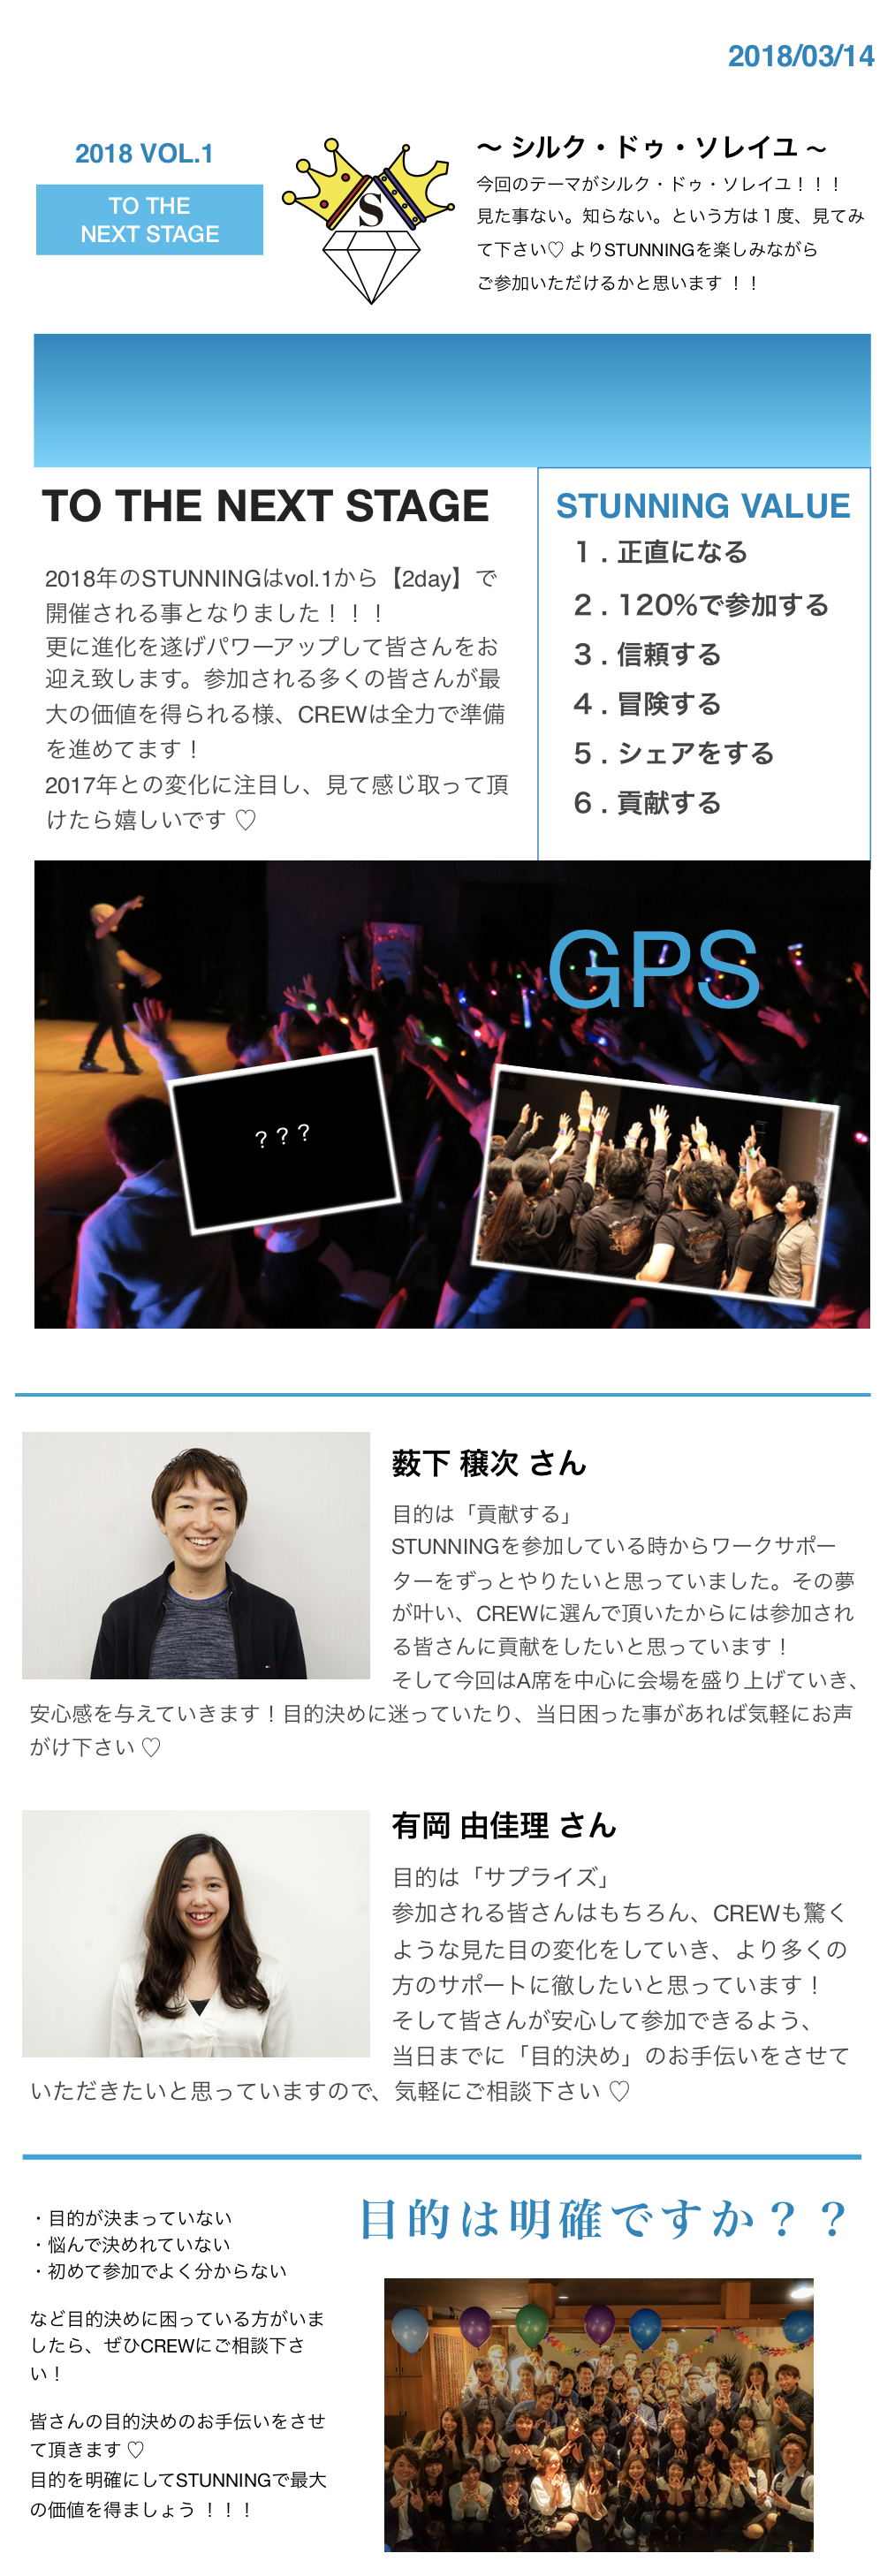 2018/03/14
2018 VOL.1
TO THE
NEXT STAGE
S
〜 シルク・ドゥ・ソレイユ 〜
今回のテーマがシルク・ドゥ・ソレイユ！！！
見た事ない。知らない。という方は１度、見てみ
て下さい♡ よりSTUNNINGを楽しみながら
ご参加いただけるかと思います ！！
TO THE NEXT STAGE
2018年のSTUNNINGはvol.1から【2day】で
開催される事となりました！！！
更に進化を遂げパワーアップして皆さんをお
迎え致します。参加される多くの皆さんが最
大の価値を得られる様、CREWは全力で準備
を進めてます！
2017年との変化に注目し、見て感じ取って頂
けたら嬉しいです ♡
STUNNING VALUE
１. 正直になる
２. 120%で参加する
３. 信頼する
４. 冒険する
５. シェアをする
６. 貢献する
GPS
？？？
薮下 穣次 さん
目的は「貢献する」
STUNNINGを参加している時からワークサポー
ターをずっとやりたいと思っていました。その夢
が叶い、CREWに選んで頂いたからには参加され
る皆さんに貢献をしたいと思っています！
そして今回はA席を中心に会場を盛り上げていき、
安心感を与えていきます！目的決めに迷っていたり、当日困った事があれば気軽にお声
がけ下さい ♡
有岡 由佳理 さん
目的は「サプライズ」
参加される皆さんはもちろん、CREWも驚く
ような見た目の変化をしていき、より多くの
方のサポートに徹したいと思っています！
そして皆さんが安心して参加できるよう、
当日までに「目的決め」のお手伝いをさせて
いただきたいと思っていますので、気軽にご相談下さい ♡
目的は明確ですか？？
・目的が決まっていない
・悩んで決めれていない
・初めて参加でよく分からない
など目的決めに困っている方がいま
したら、ぜひCREWにご相談下さ
い！
皆さんの目的決めのお手伝いをさせ
て頂きます ♡
目的を明確にしてSTUNNINGで最大
の価値を得ましょう ！！！